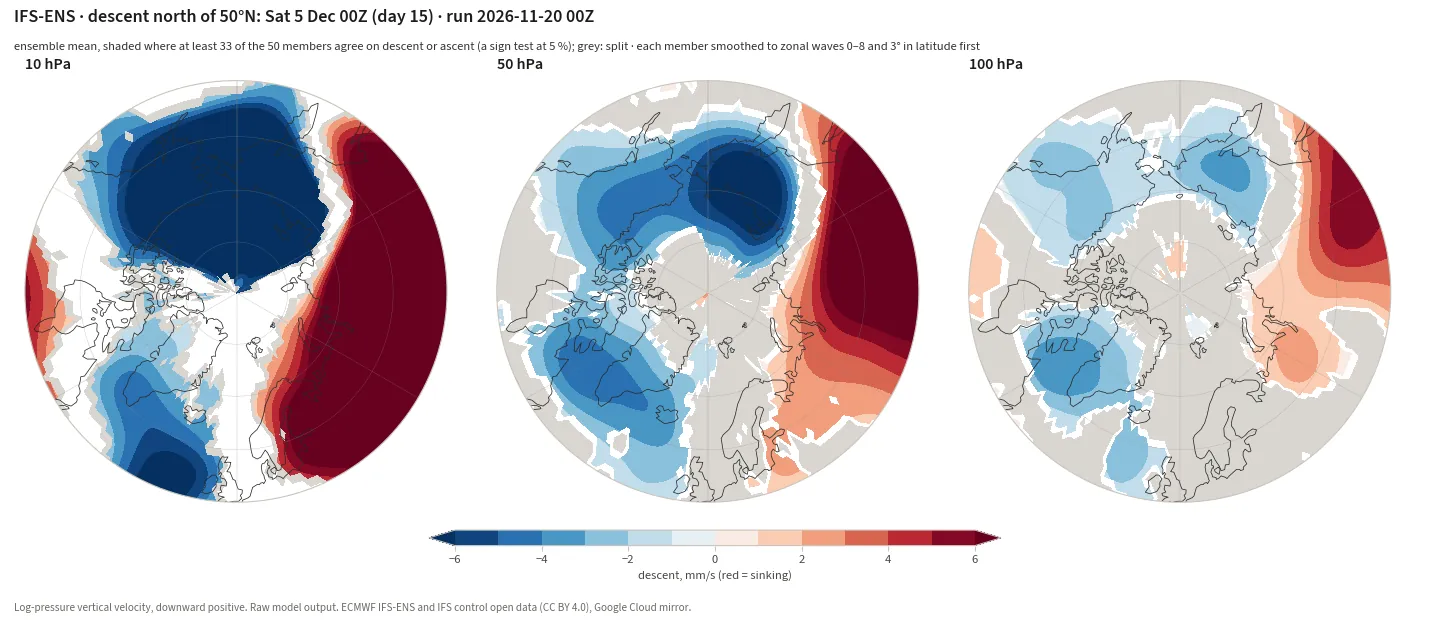 IFS-ENS · descent north of 50°N: Sat 5 Dec 00Z (day 15) · run 2026-11-20 00Z
ensemble mean, shaded where at least 33 of the 50 members agree on descent or ascent (a sign test at 5 %); grey: split · each member smoothed to zonal waves 0–8 and 3° in latitude first
10 hPa
50 hPa
100 hPa
−6 −4 −2 0 2 4 6
descent, mm/s (red = sinking)
Log-pressure vertical velocity, downward positive. Raw model output. ECMWF IFS-ENS and IFS control open data (CC BY 4.0), Google Cloud mirror.